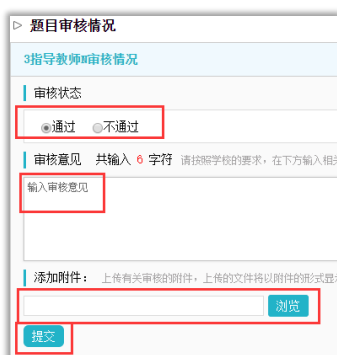 题目审核情况
3指导教师M审核情况
审核状态
通过 不通过
审核意见 共输入 6 字符 请按照学校的要求，在下方输入相
输入审核意见
添加附件： 上传有关审核的附件，上传的文件将以附件的形式显
浏览
提交